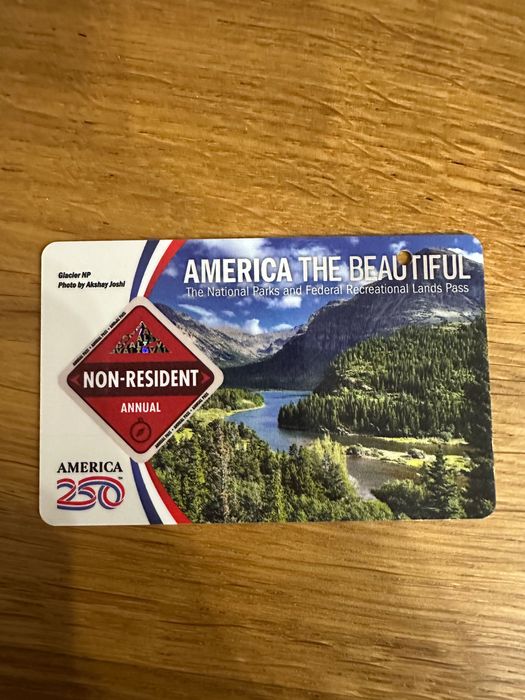 Glacier NP
Photo by Akshay Joshi
AMERICA THE BEAUTIFUL
The National Parks and Federal Recreational Lands Pass
NON-RESIDENT
ANNUAL
AMERICA
250